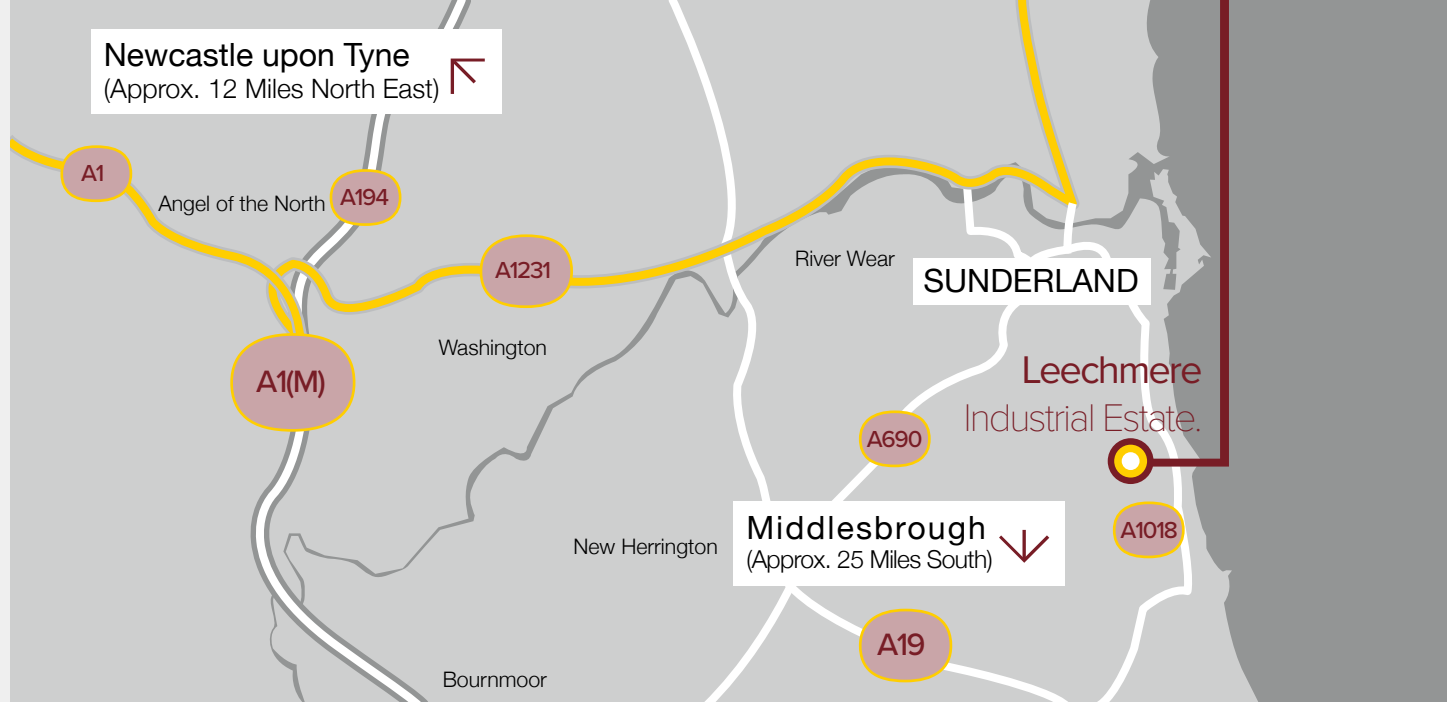 Newcastle upon Tyne
(Approx. 12 Miles North East)
A1
Angel of the North
A194
A1231
River Wear
SUNDERLAND
Washington
A1(M)
Leechmere
Industrial Estate.
A690
Middlesbrough
(Approx. 25 Miles South)
A1018
New Herrington
A19
Bournmoor